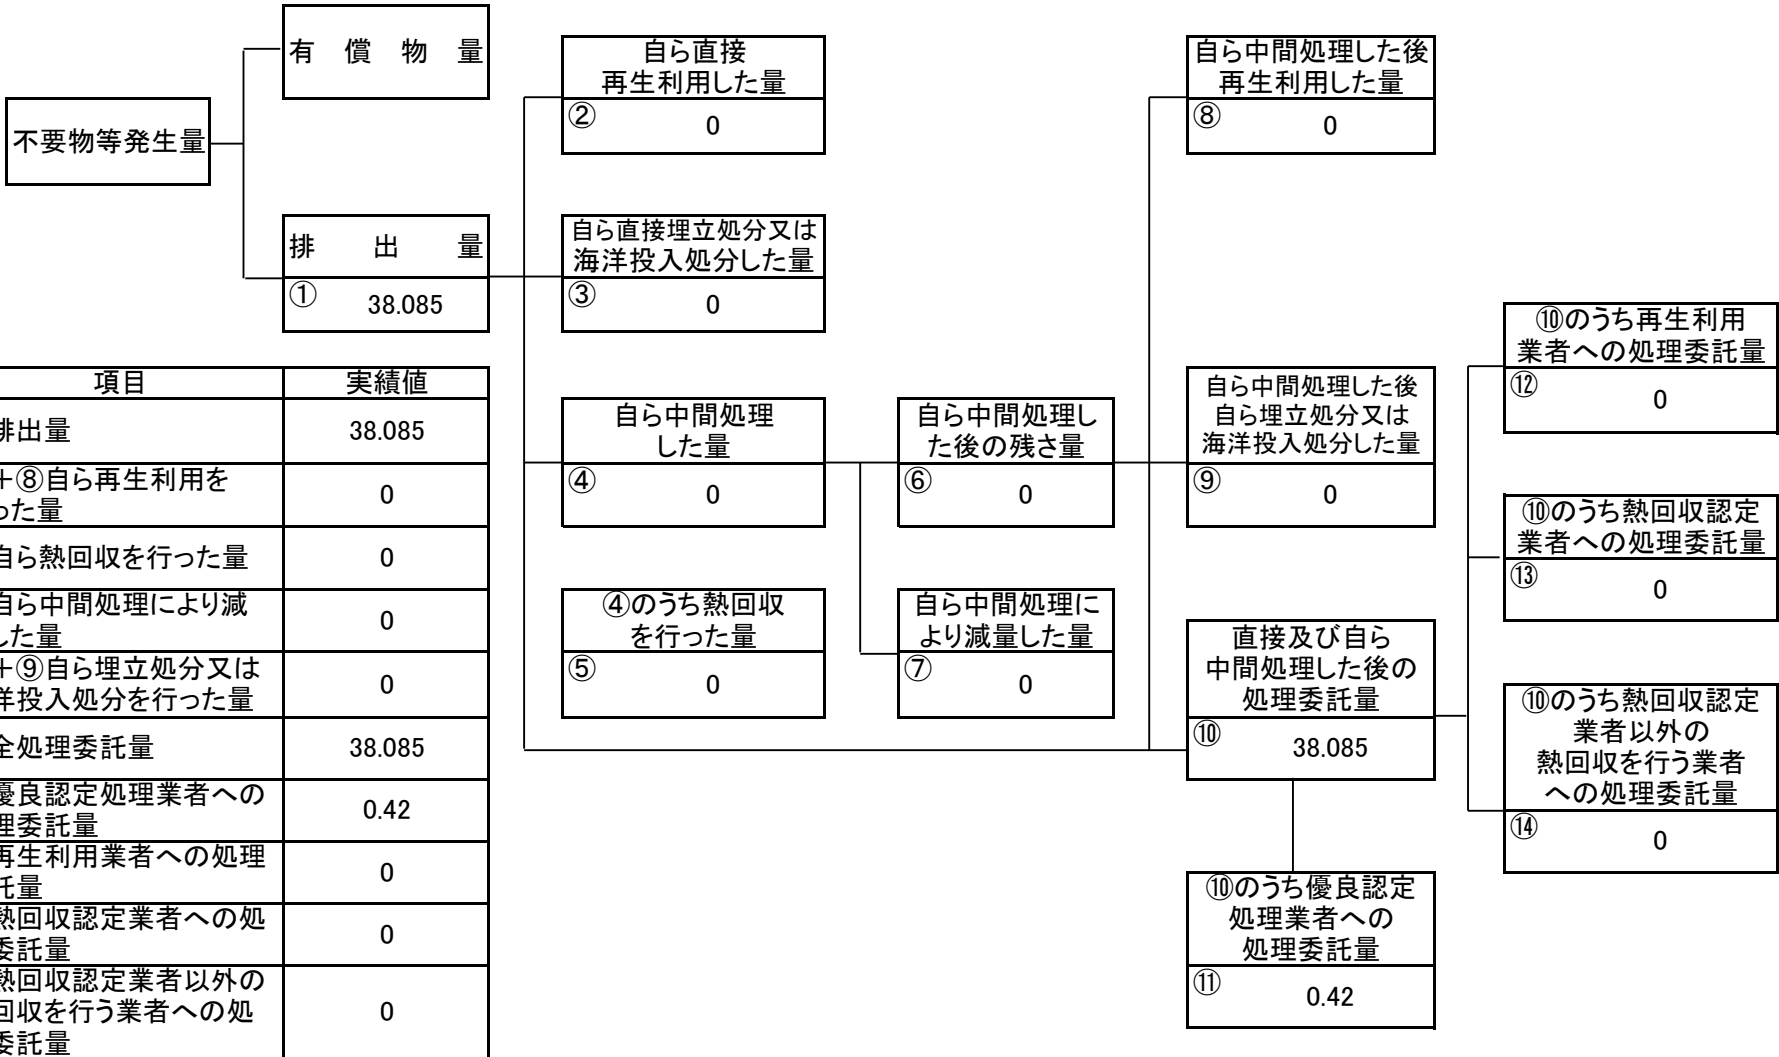 有償物量
不要物等発生量
排出量
① 38.085
自ら直接
再生利用した量
② 0
自ら直接埋立処分又は
海洋投入処分した量
③ 0
自ら中間処理
した量
④ 0
④のうち熱回収
を行った量
⑤ 0
自ら中間処理し
た後の残さ量
⑥ 0
自ら中間処理に
より減量した量
⑦ 0
自ら中間処理した後
再生利用した量
⑧ 0
自ら中間処理した後
自ら埋立処分又は
海洋投入処分した量
⑨ 0
直接及び自ら
中間処理した後の
処理委託量
⑩ 38.085
⑩のうち優良認定
処理業者への
処理委託量
⑪ 0.42
⑩のうち再生利用
業者への処理委託量
⑫ 0
⑩のうち熱回収認定
業者への処理委託量
⑬ 0
⑩のうち熱回収認定
業者以外の
熱回収を行う業者
への処理委託量
⑭ 0
項目 実績値
排出量 38.085
+⑧自ら再生利用を
った量 0
自ら熱回収を行った量 0
自ら中間処理により減
した量 0
+⑨自ら埋立処分又は
洋投入処分を行った量 0
全処理委託量 38.085
優良認定処理業者への
理委託量 0.42
再生利用業者への処理
託量 0
熱回収認定業者への処
委託量 0
熱回収認定業者以外の
回収を行う業者への処
委託量 0